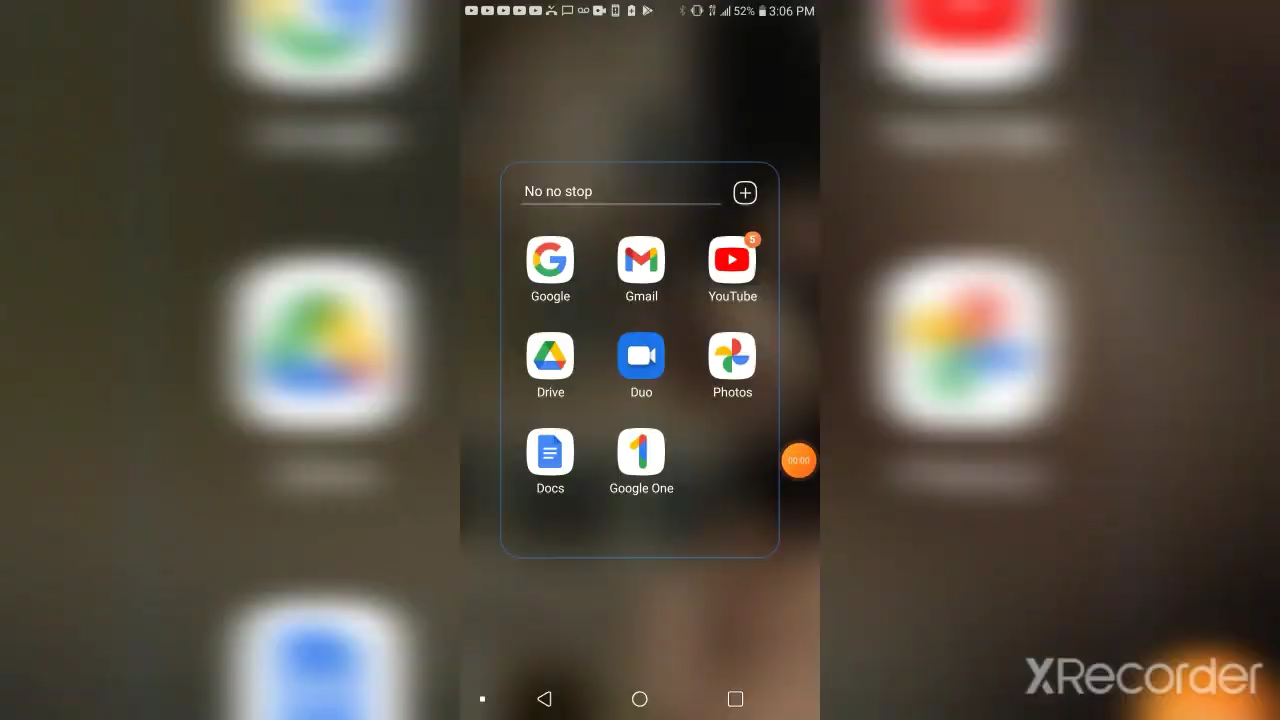 52% 3:06 PM
No no stop
5
Google Gmail YouTube
Drive Duo Photos
00:00
Docs Google One
XRecorder